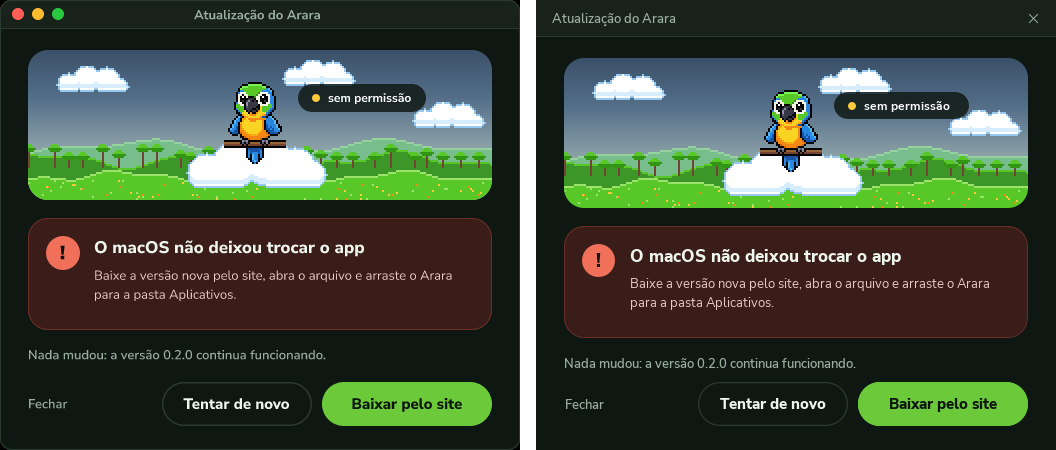 Atualização do Arara
sem permissão
!
O macOS não deixou trocar o app
Baixe a versão nova pelo site, abra o arquivo e arraste o Arara
para a pasta Aplicativos.
Nada mudou: a versão 0.2.0 continua funcionando.
Fechar
Tentar de novo
Baixar pelo site
Atualização do Arara
sem permissão
!
O macOS não deixou trocar o app
Baixe a versão nova pelo site, abra o arquivo e arraste o Arara
para a pasta Aplicativos.
Nada mudou: a versão 0.2.0 continua funcionando.
Fechar
Tentar de novo
Baixar pelo site